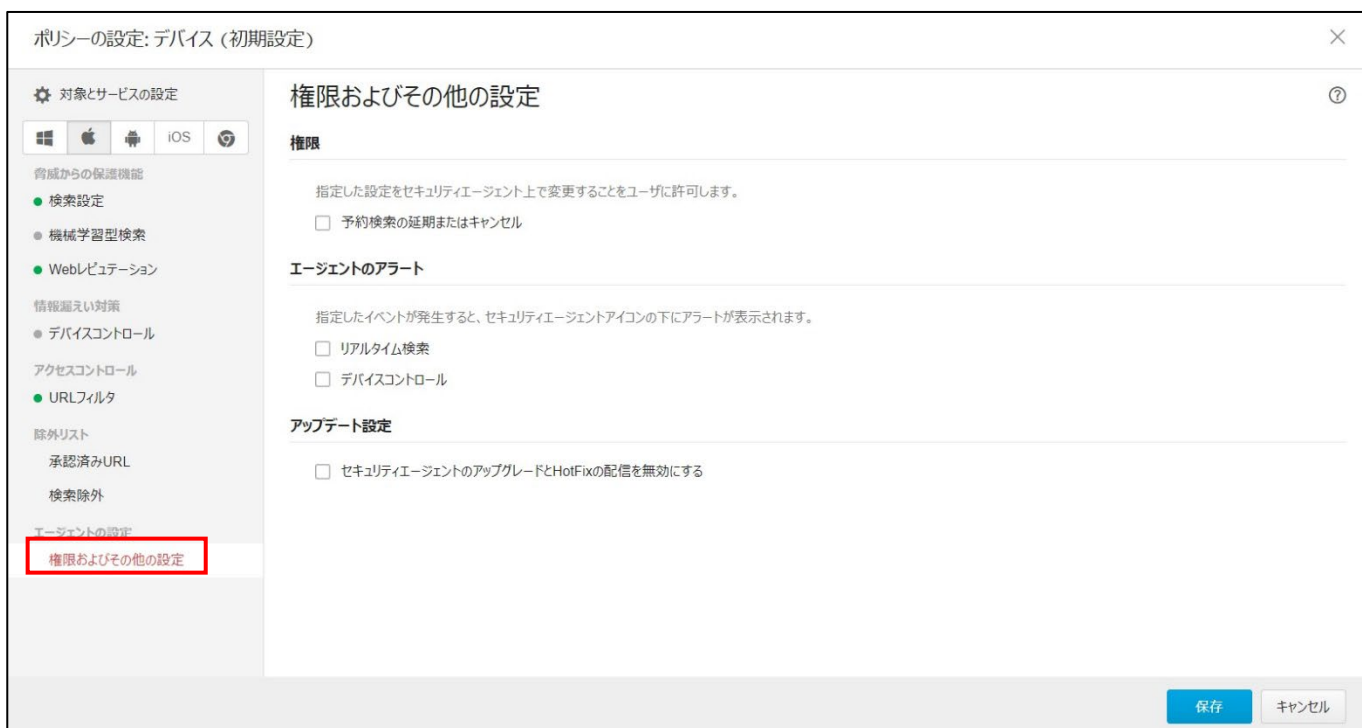 ポリシーの設定: デバイス (初期設定)
対象とサービスの設定
iOS
脅威からの保護機能
検索設定
機械学習型検索
Webレピュテーション
情報漏えい対策
デバイスコントロール
アクセスコントロール
URLフィルタ
除外リスト
承認済みURL
検索除外
エージェントの設定
権限およびその他の設定
権限およびその他の設定
権限
指定した設定をセキュリティエージェント上で変更することをユーザに許可します。
予約検索の延期またはキャンセル
エージェントのアラート
指定したイベントが発生すると、セキュリティエージェントアイコンの下にアラートが表示されます。
リアルタイム検索
デバイスコントロール
アップデート設定
セキュリティエージェントのアップグレードとHotFixの配信を無効にする
保存
キャンセル